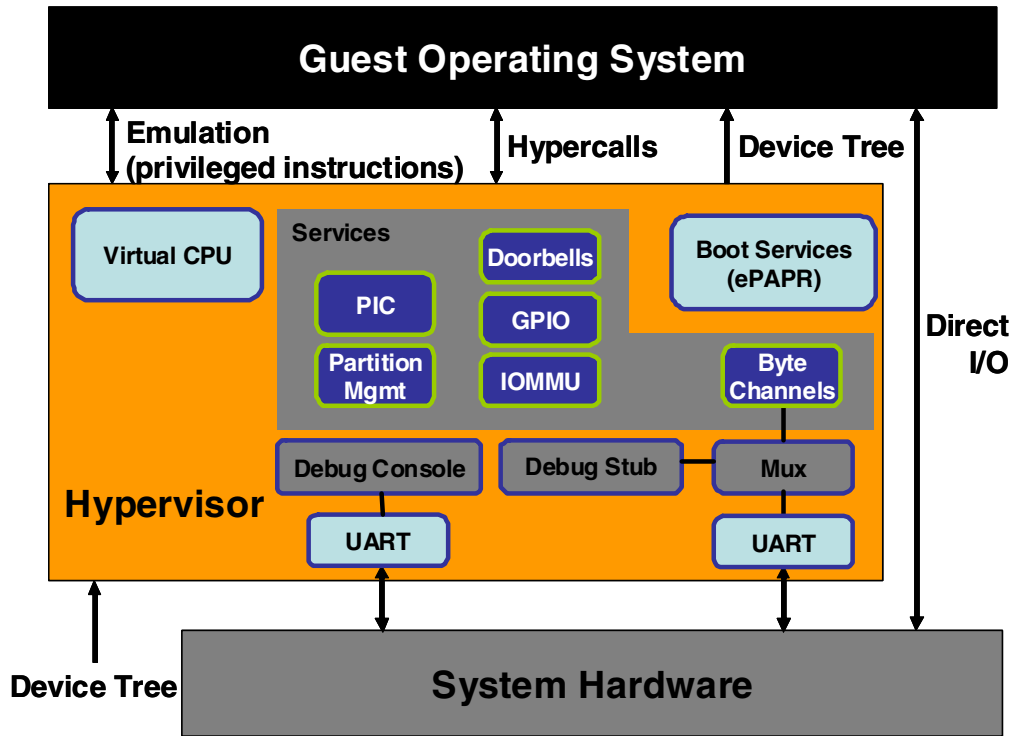 Guest Operating System
Emulation
(privileged instructions)
Hypercalls
Device Tree
Virtual CPU
Services
Doorbells
Boot Services
(ePAPR)
PIC
GPIO
Direct
I/O
Partition
Mgmt
IOMMU
Byte
Channels
Debug Console
Debug Stub
Mux
Hypervisor
UART
UART
Device Tree
System Hardware